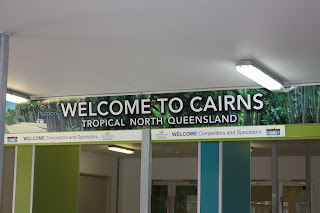 WELCOME TO CAIRNS
TROPICAL NORTH QUEENSLAND
WELCOME Competitors and Spectators
WELCOME Competitors and Spectators